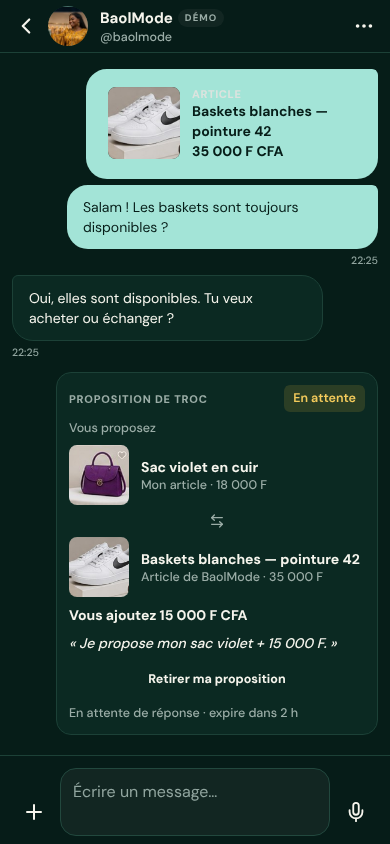 BaolMode DÉMO
@baolmode
ARTICLE
Baskets blanches —
pointure 42
35 000 F CFA
Salam ! Les baskets sont toujours
disponibles ?
22:25
Oui, elles sont disponibles. Tu veux
acheter ou échanger ?
22:25
PROPOSITION DE TROC
En attente
Vous proposez
Sac violet en cuir
Mon article · 18 000 F
Baskets blanches — pointure 42
Article de BaolMode · 35 000 F
Vous ajoutez 15 000 F CFA
« Je propose mon sac violet + 15 000 F. »
Retirer ma proposition
En attente de réponse · expire dans 2 h
Écrire un message...